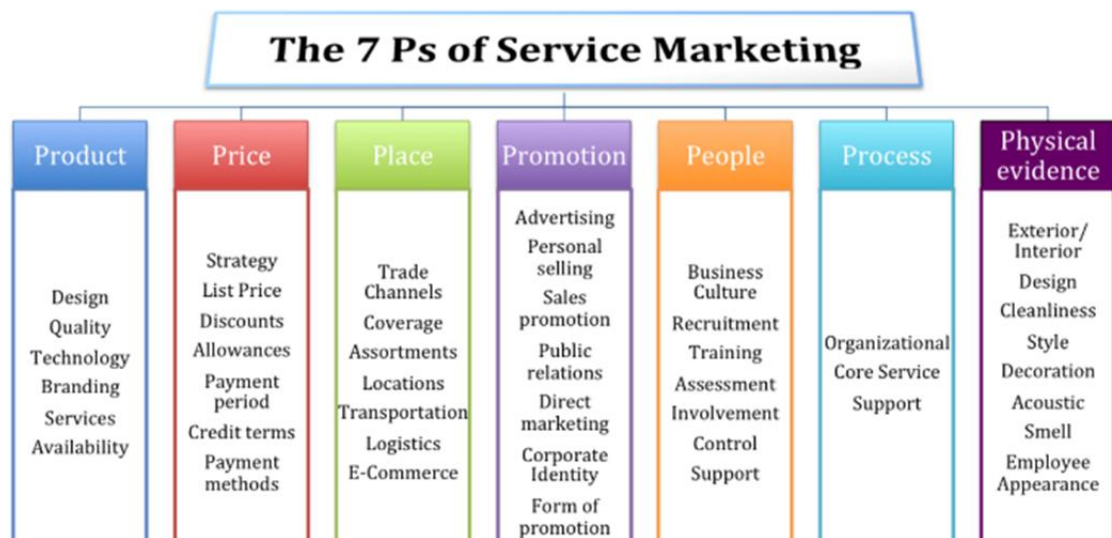 The 7 Ps of Service Marketing
Product
Design
Quality
Technology
Branding
Services
Availability
Price
Strategy
List Price
Discounts
Allowances
Payment
period
Credit terms
Payment
methods
Place
Trade
Channels
Coverage
Assortments
Locations
Transportation
Logistics
E-Commerce
Promotion
Advertising
Personal
selling
Sales
promotion
Public
relations
Direct
marketing
Corporate
Identity
Form of
promotion
People
Business
Culture
Recruitment
Training
Assessment
Involvement
Control
Support
Process
Organizational
Core Service
Support
Physical
evidence
Exterior/
Interior
Design
Cleanliness
Style
Decoration
Acoustic
Smell
Employee
Appearance